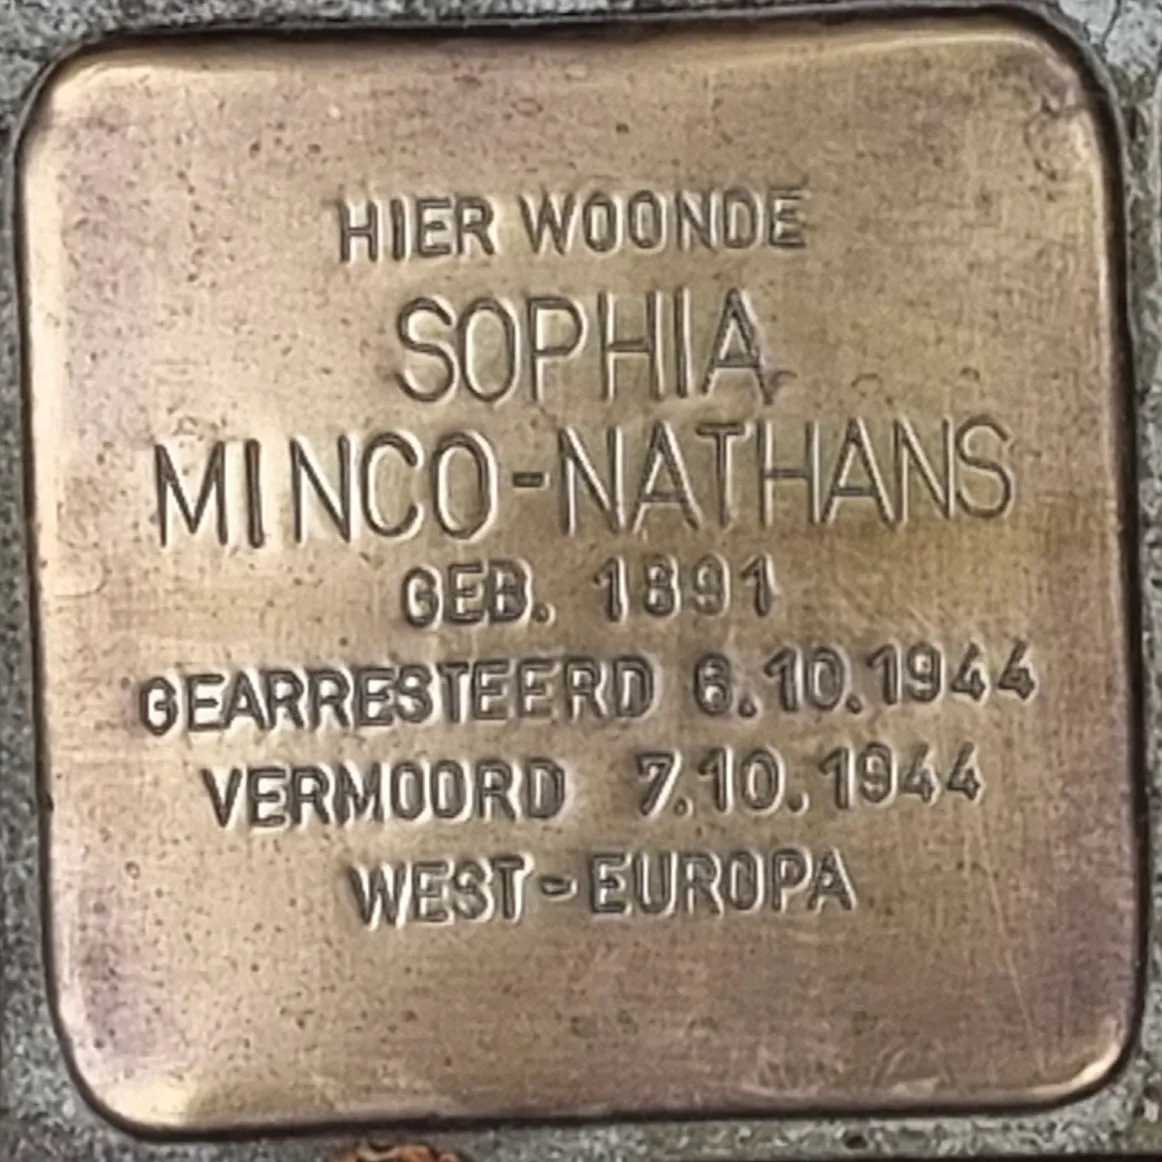 HIER WOONDE
SOPHIA
MINCO-NATHANS
GEB. 1891
GEARRESTEERD 6.10.1944
VERMOORD 7.10.1944
WEST-EUROPA